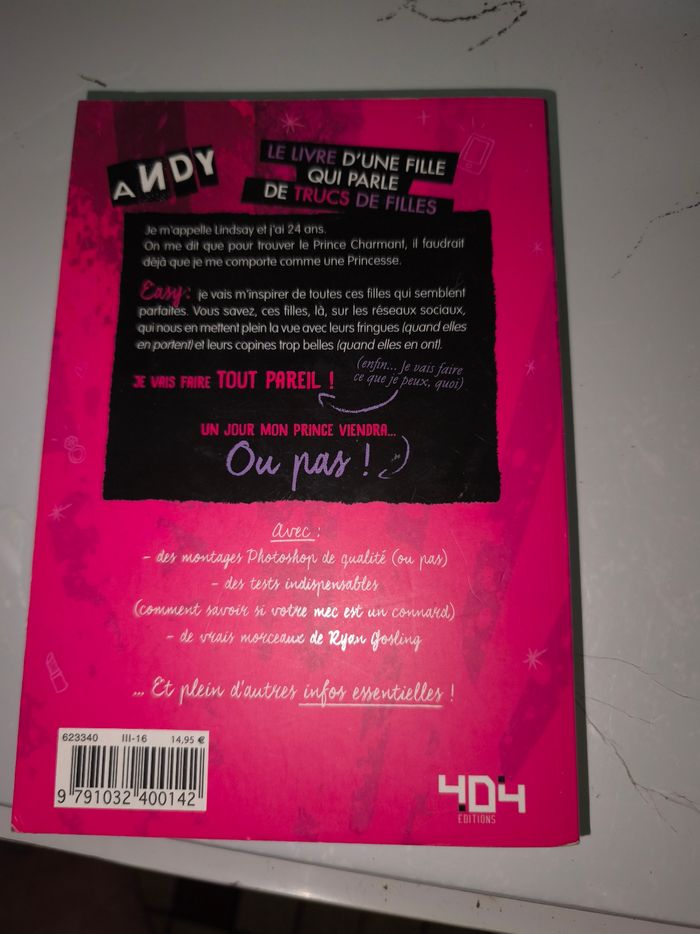 ANDY
LE LIVRE D'UNE FILLE
QUI PARLE
DE TRUCS DE FILLES
Je m'appelle Lindsay et j'ai 24 ans.
On me dit que pour trouver le Prince Charmant, il faudrait
déjà que je me comporte comme une Princesse.
Easy : je vais m'inspirer de toutes ces filles qui semblent
parfaites. Vous savez, ces filles, là, sur les réseaux sociaux,
qui nous en mettent plein la vue avec leurs fringues (quand elles
en portent) et leurs copines trop belles (quand elles en ont).
JE VAIS FAIRE TOUT PAREIL !
(enfin... Je vais faire
ce que je peux, quoi)
UN JOUR MON PRINCE VIENDRA...
Ou pas !
Avec :
– des montages Photoshop de qualité (ou pas)
– des tests indispensables
(comment savoir si votre mec est un connard)
– de vrais morceaux de Ryan Gosling
... Et plein d'autres infos essentielles !
623340 III-16 14,95 €
9 791032 400142
404
ÉDITIONS